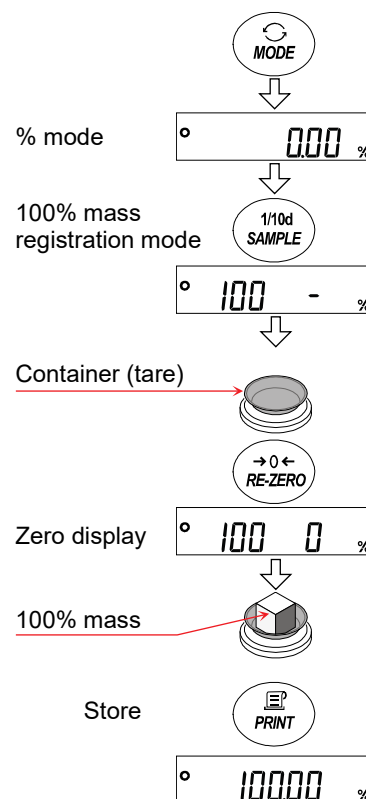 MODE
% mode
0.00 %
100% mass
registration mode
1/10d
SAMPLE
100 - %
Container (tare)
→0←
RE-ZERO
Zero display
100 0 %
100% mass
Store
PRINT
100.00 %